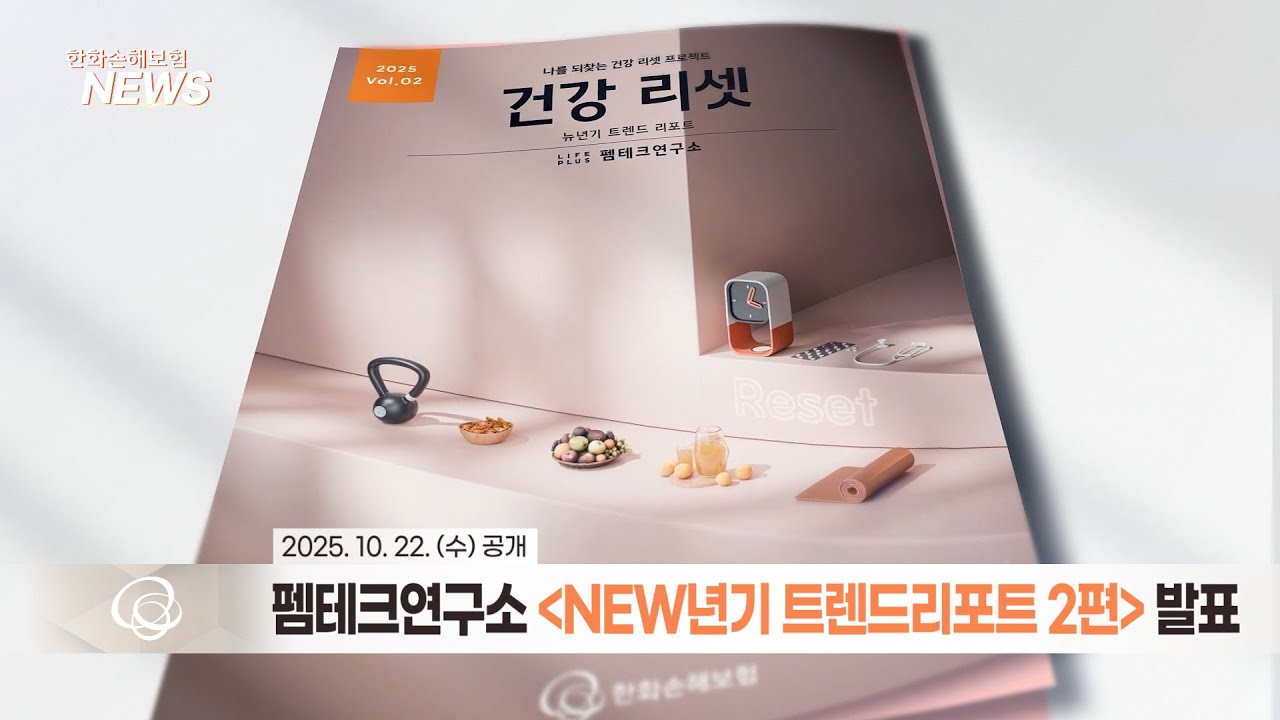 한화손해보험
NEWS
2025
Vol.02
나를 되찾는 건강 리셋 프로젝트
건강 리셋
뉴년기 트렌드 리포트
LIFE
PLUS 펨테크연구소
Reset
2025. 10. 22. (수) 공개
펨테크연구소 <NEW년기 트렌드리포트 2편> 발표
한화손해보험